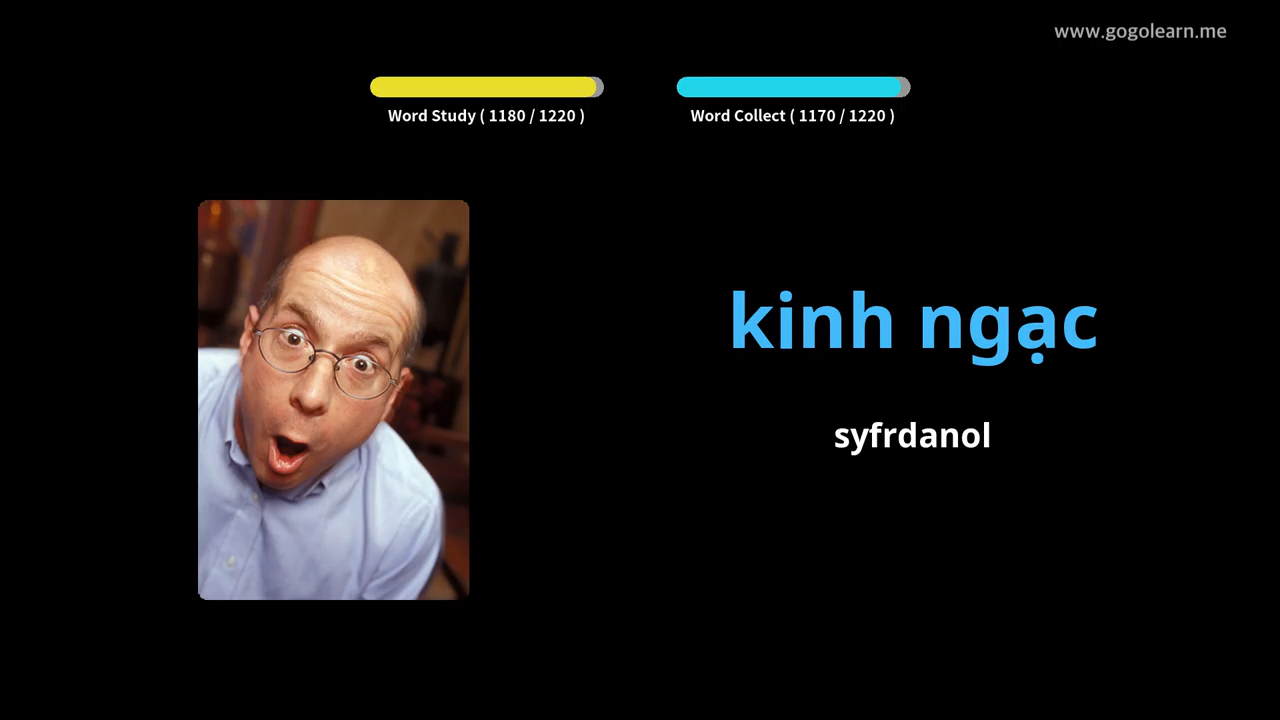 www.gogolearn.me
Word Study ( 1180 / 1220 )
Word Collect ( 1170 / 1220 )
kinh ngạc
syfrdanol